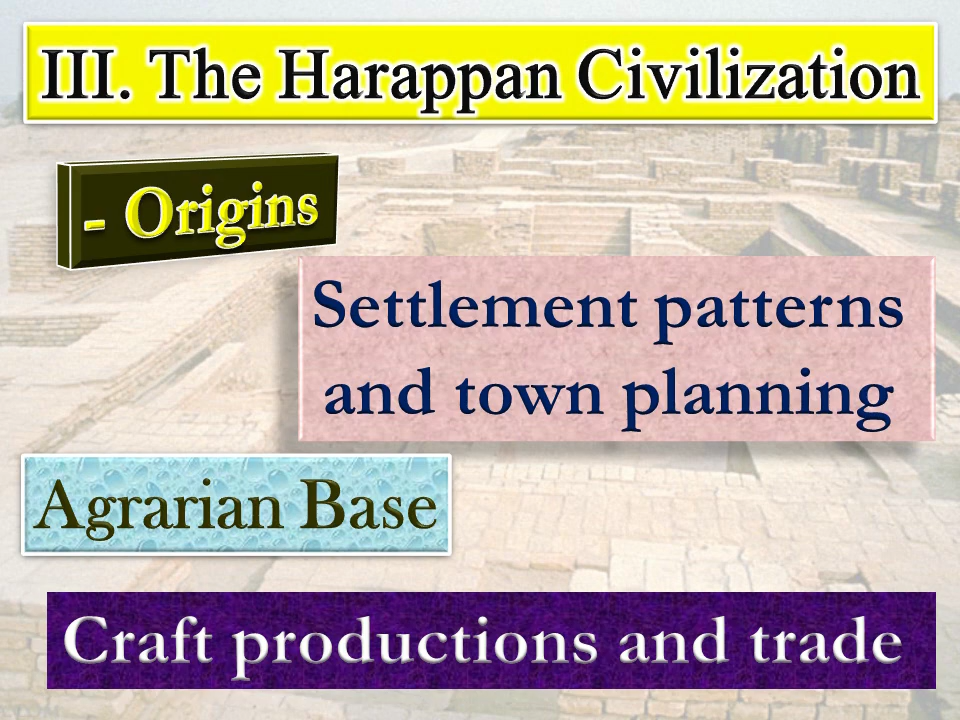 III. The Harappan Civilization
- Origins
Settlement patterns
and town planning
Agrarian Base
Craft productions and trade